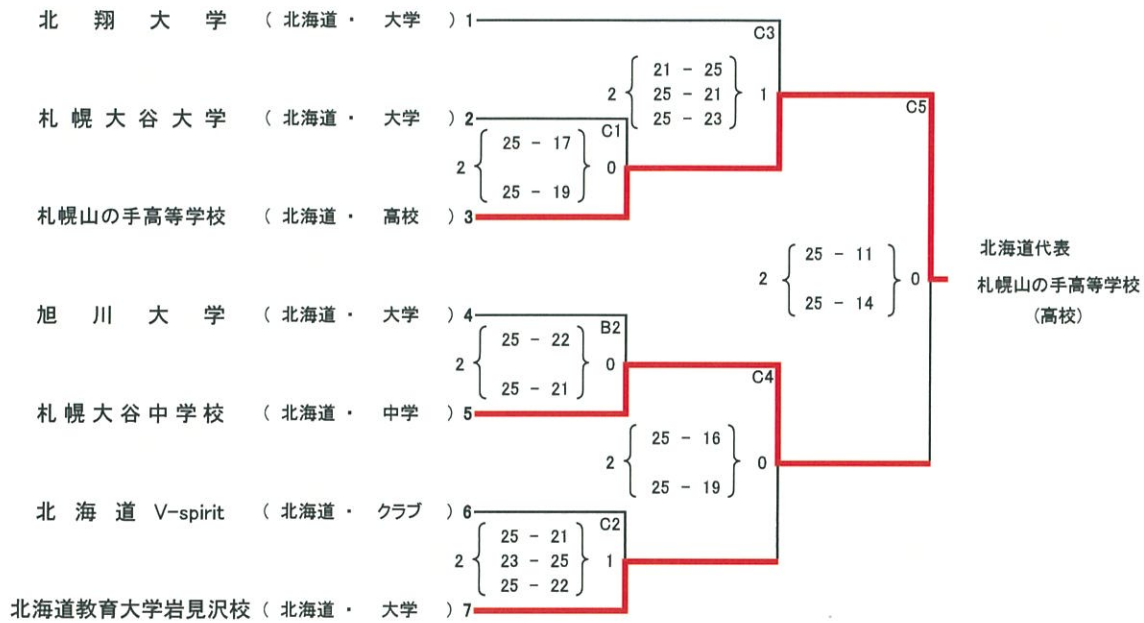 北翔大学 ( 北海道・ 大学 ) 1
C3
21 - 25
2 25 - 21 1
25 - 23
C5
札幌大谷大学 ( 北海道・ 大学 ) 2
C1
25 - 17
2 0
25 - 19
札幌山の手高等学校 ( 北海道・ 高校 ) 3
北海道代表
25 - 11
2 0
25 - 14
札幌山の手高等学校
(高校)
旭川大学 ( 北海道・ 大学 ) 4
B2
25 - 22
2 0
25 - 21
C4
札幌大谷中学校 ( 北海道・ 中学 ) 5
25 - 16
2 0
25 - 19
北海道 V-spirit ( 北海道・ クラブ ) 6
C2
25 - 21
2 23 - 25 1
25 - 22
北海道教育大学岩見沢校 ( 北海道・ 大学 ) 7